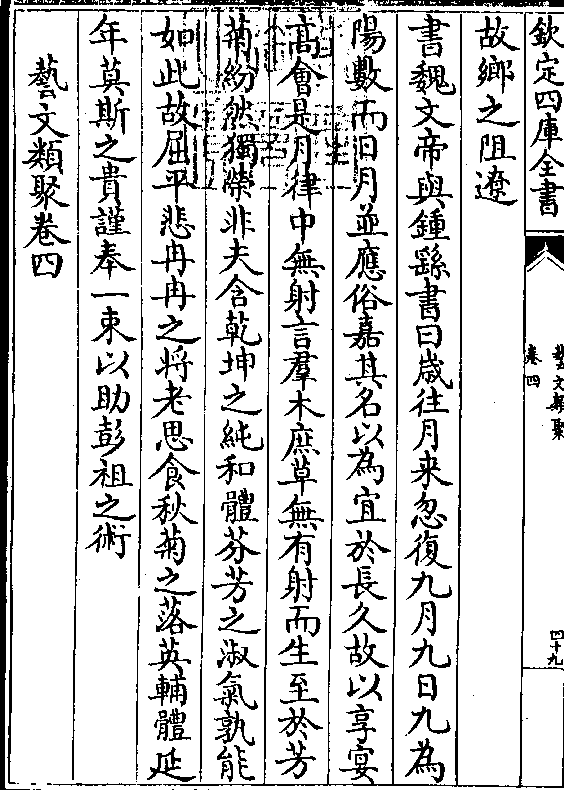 欽定四庫全書
藝文類聚
卷四
四十九
故鄉之阻遼
書魏文帝與鍾繇書曰歲往月来忽復九月九日九為
陽數而日月並應俗嘉其名以為宜於長久故以享宴
髙會是月律中無射言羣木庶草無有射而生至於芳
菊紛然獨榮非夫含乾坤之純和體芬芳之淑氣孰能
如此故屈平悲冉冉之將老思食秋菊之落英輔體延
年莫斯之貴謹奉一束以助彭祖之術
藝文類聚卷四